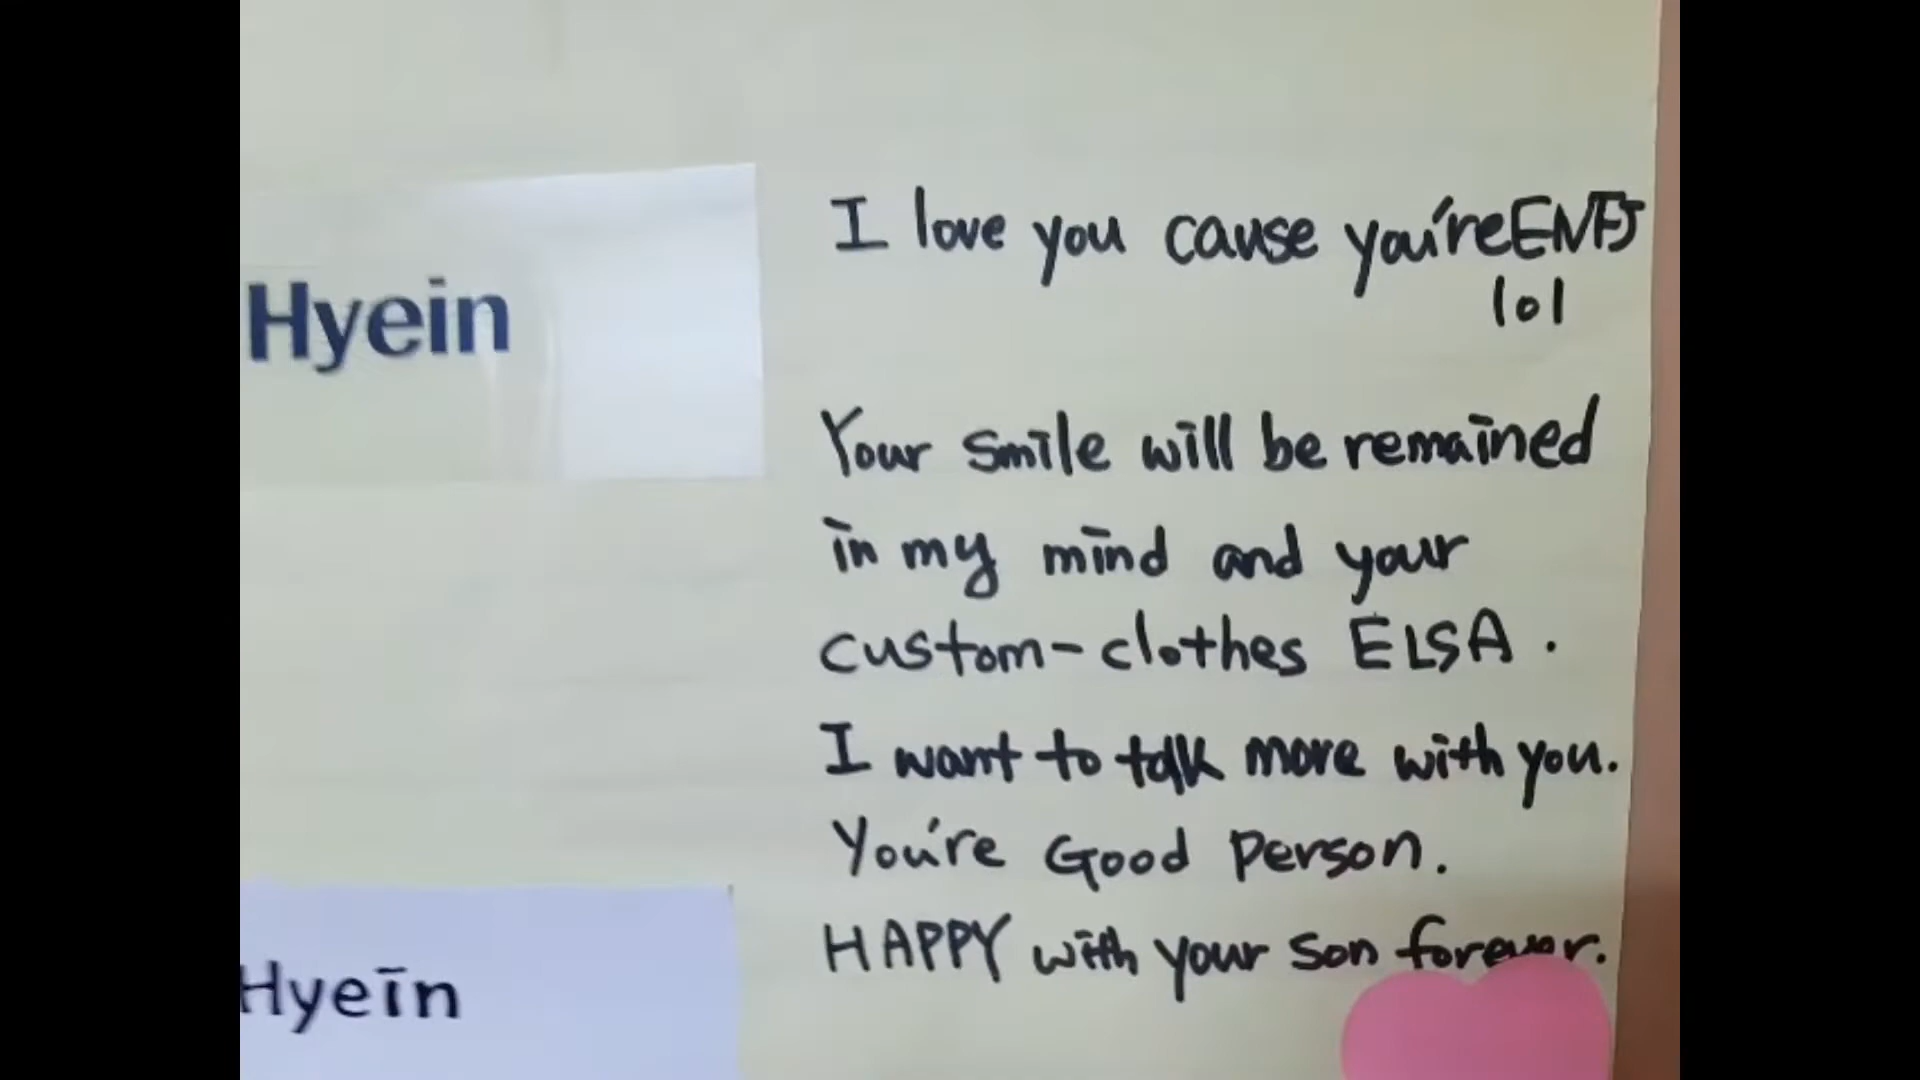 Hyein
I love you cause you're ENFJ
lol
Your smile will be remained
in my mind and your
custom-clothes ELSA.
I want to talk more with you.
You're Good person.
HAPPY with your son forever.
Hyein